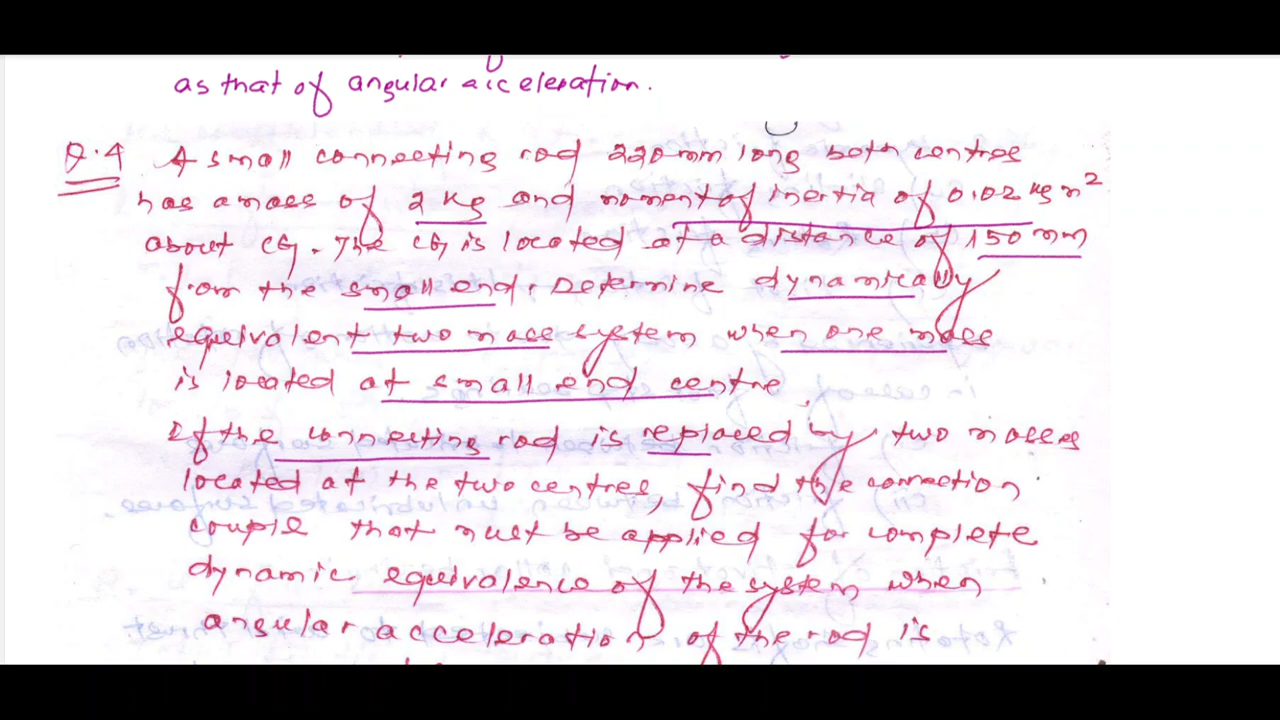 as that of angular acceleration.
Q.4 A small connecting rod 220 mm long both centre
has a mass of 2 kg and moment of inertia of 0.02 kg m²
about CG. The CG is located at a distance of 150 mm
from the small end. Determine dynamically
equivalent two mass system when one mass
is located at small end centre.
If the connecting rod is replaced by two masses
located at the two centres, find the correction
couple that must be applied for complete
dynamic equivalence of the system when
angular acceleration of the rod is